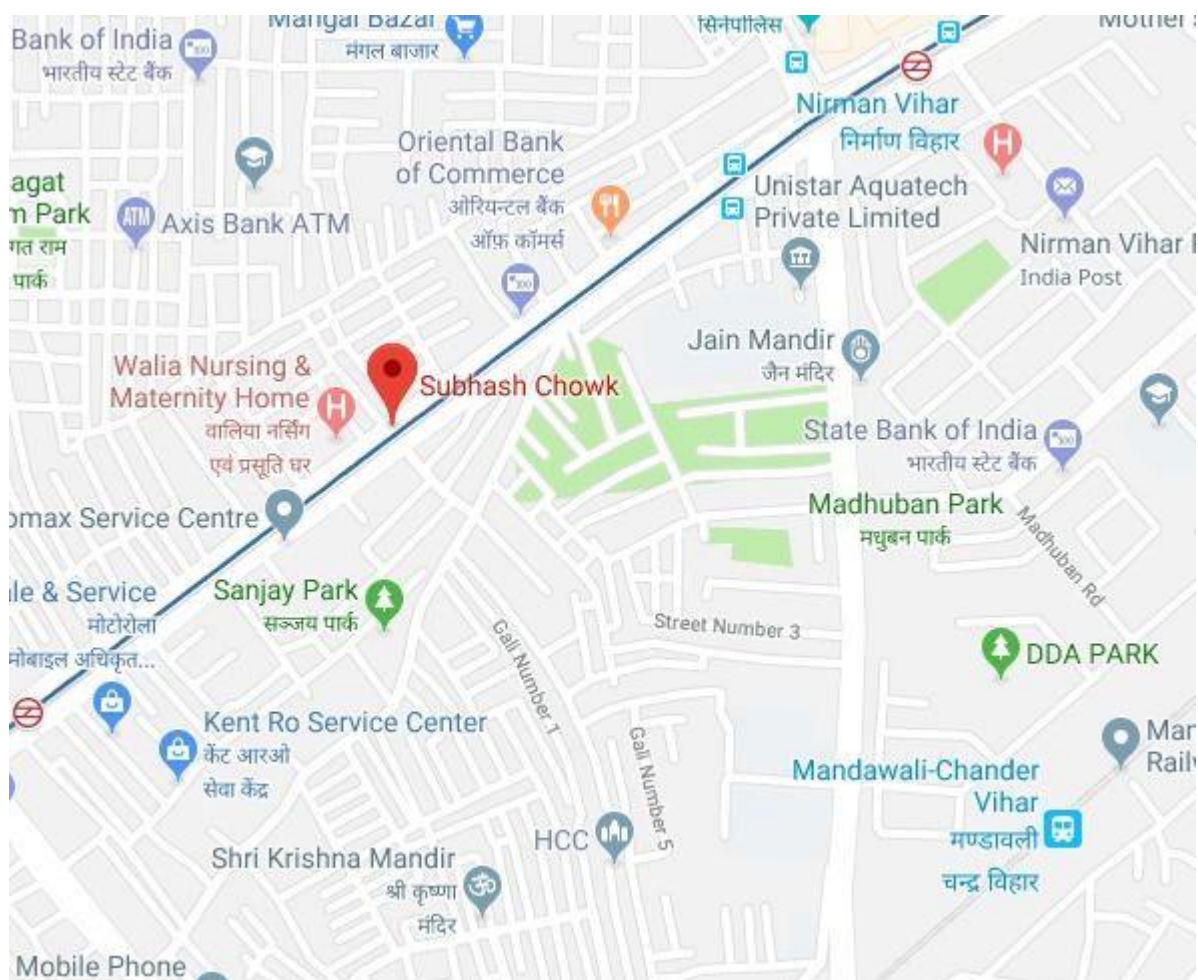 Mangal Bazar
मंगल बाजार
सिनेपोलिस
Mother
Bank of India
भारतीय स्टेट बैंक
Nirman Vihar
निर्माण विहार
Oriental Bank
of Commerce
ओरियन्टल बैंक
ऑफ़ कॉमर्स
agat
m Park
गत राम
पार्क
ATM
Axis Bank ATM
H
Unistar Aquatech
Private Limited
Nirman Vihar
India Post
Jain Mandir
जैन मंदिर
Walia Nursing &
Maternity Home
वालिया नर्सिंग
एवं प्रसूति घर
H
Subhash Chowk
State Bank of India
भारतीय स्टेट बैंक
omax Service Centre
Madhuban Park
मधुबन पार्क
Madhuban Rd
le & Service
मोटोरोला
मोबाइल अधिकृत...
Sanjay Park
सञ्जय पार्क
Street Number 3
Gali Number 1
DDA PARK
Kent Ro Service Center
केंट आरओ
सेवा केंद्र
Gali Number 5
Mar
Rail
Mandawali-Chander
Vihar
मण्डावली
चन्द्र विहार
HCC
Shri Krishna Mandir
श्री कृष्णा
मंदिर
Mobile Phone